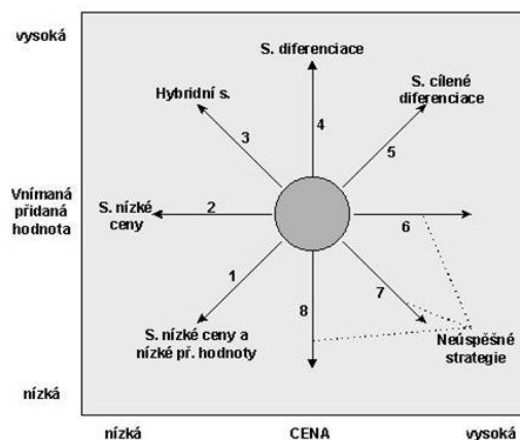 vysoká
S. diferenciace
S. cílené
diferenciace
Hybridní s.
3
4
5
Vnímaná
přidaná
hodnota
S. nízké
ceny
2
6
1
8
7
S. nízké ceny a
nízké př. hodnoty
Neúspěšné
strategie
nízká
nízká
CENA
vysoká